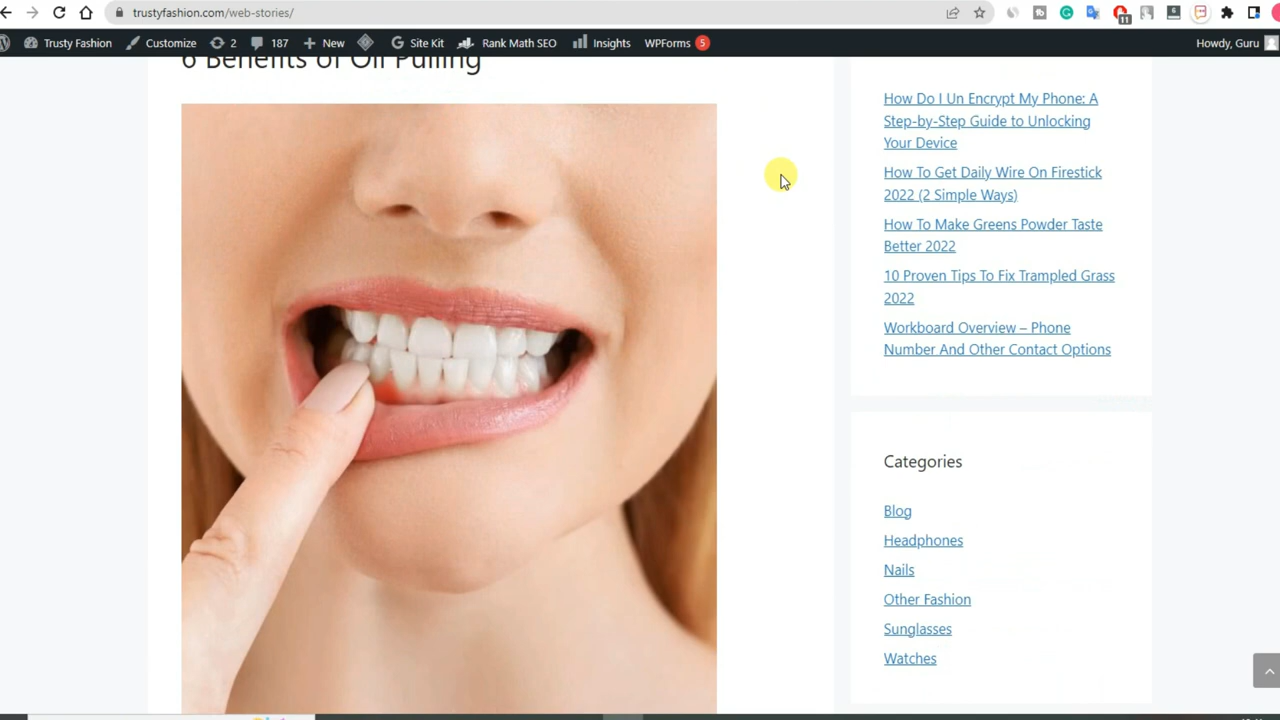 trustyfashion.com/web-stories/
11
6
Trusty Fashion
Customize
2
187
New
Site Kit
Rank Math SEO
Insights
WPForms 5
Howdy, Guru
6 Benefits of Oil Pulling
How Do I Un Encrypt My Phone: A
Step-by-Step Guide to Unlocking
Your Device
How To Get Daily Wire On Firestick
2022 (2 Simple Ways)
How To Make Greens Powder Taste
Better 2022
10 Proven Tips To Fix Trampled Grass
2022
Workboard Overview – Phone
Number And Other Contact Options
Categories
Blog
Headphones
Nails
Other Fashion
Sunglasses
Watches